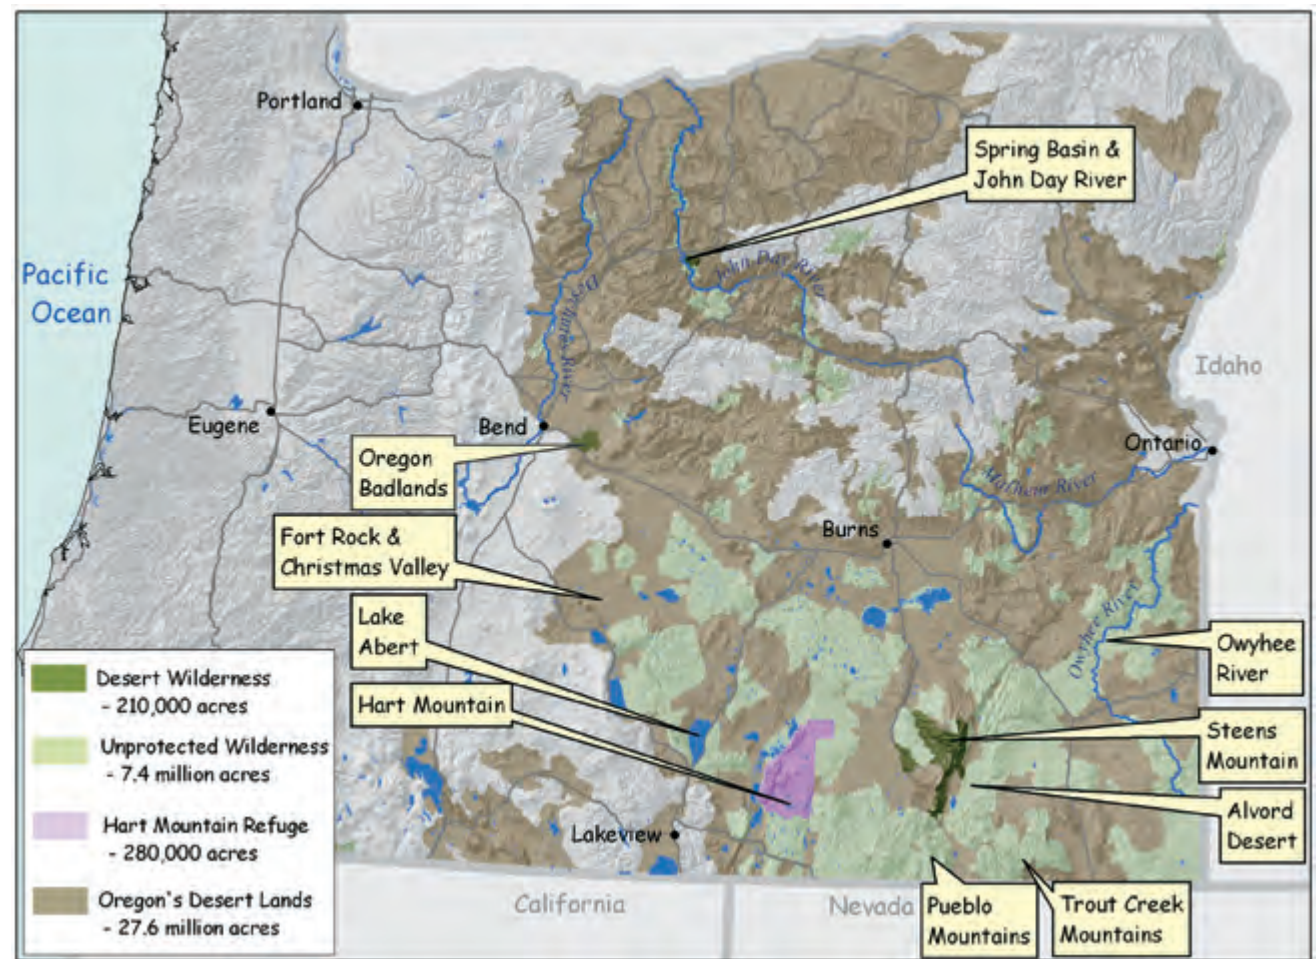 Portland
Spring Basin &
John Day River
Pacific
Ocean
John Day River
Deschutes River
Idaho
Eugene
Bend
Ontario
Oregon
Badlands
Malheur River
Burns
Fort Rock &
Christmas Valley
Lake
Abert
Owyhee River
Owyhee
River
Hart Mountain
Steens
Mountain
Alvord
Desert
Lakeview
California
Nevada
Pueblo
Mountains
Trout Creek
Mountains
Desert Wilderness
- 210,000 acres
Unprotected Wilderness
- 7.4 million acres
Hart Mountain Refuge
- 280,000 acres
Oregon's Desert Lands
- 27.6 million acres